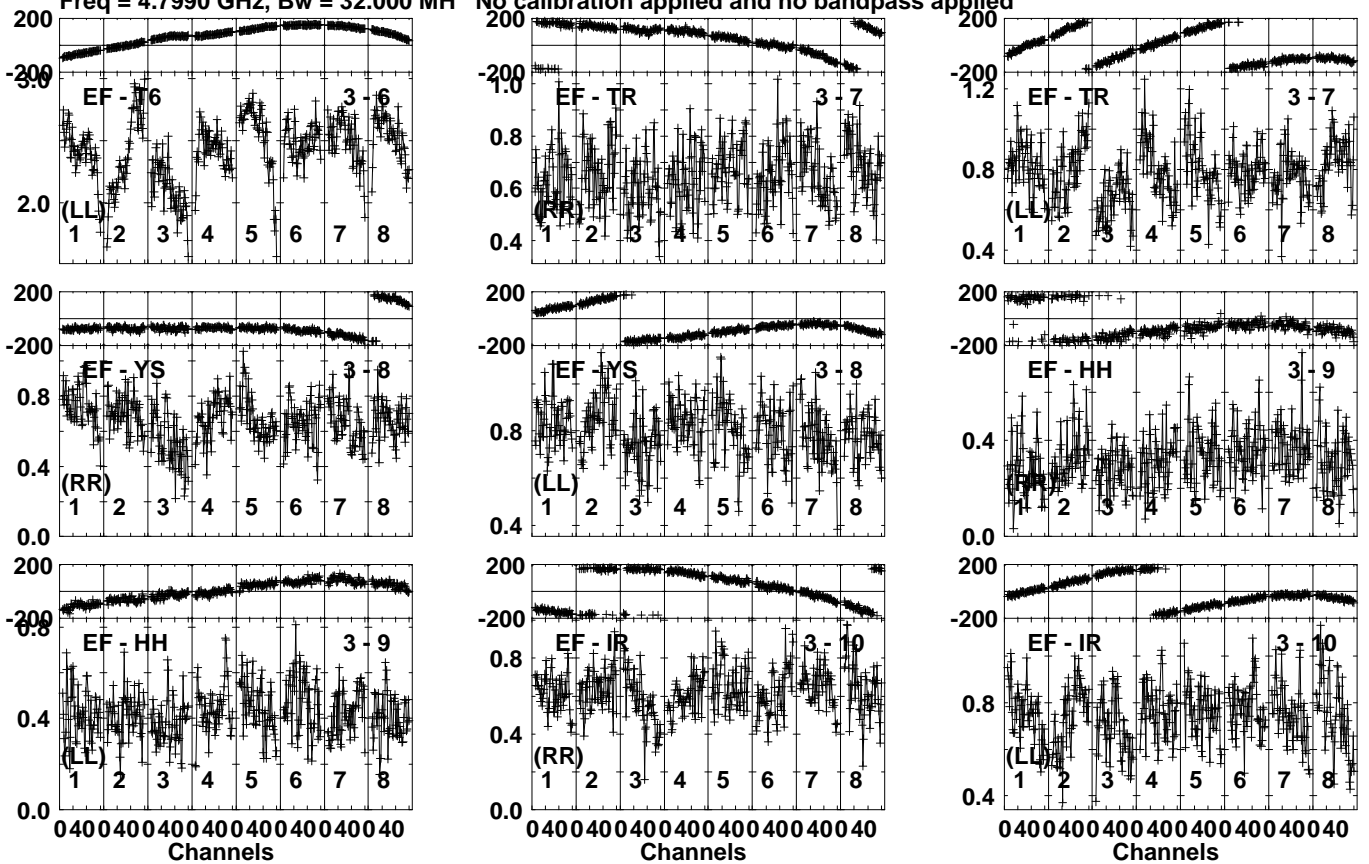 Freq = 4.7990 GHz, Bw = 32.000 MH No calibration applied and no bandpass applied
200
-200
3.0
2.0
EF - T6 3 - 6
(LL)
1 2 3 4 5 6 7 8
200
-200
1.0
0.8
0.6
0.4
EF - TR 3 - 7
(RR)
1 2 3 4 5 6 7 8
200
-200
1.2
0.8
0.4
EF - TR 3 - 7
(LL)
1 2 3 4 5 6 7 8
200
-200
0.8
0.4
0.0
EF - YS 3 - 8
(RR)
1 2 3 4 5 6 7 8
200
-200
0.8
0.4
EF - YS 3 - 8
(LL)
1 2 3 4 5 6 7 8
200
-200
0.4
0.0
EF - HH 3 - 9
(RR)
1 2 3 4 5 6 7 8
200
-200
0.8
0.4
0.0
EF - HH 3 - 9
(LL)
1 2 3 4 5 6 7 8
0 40 0 40 0 40 0 40 0 40 0 40 0 40 0 40
Channels
200
-200
0.8
0.4
0.0
EF - IR 3 - 10
(RR)
1 2 3 4 5 6 7 8
0 40 0 40 0 40 0 40 0 40 0 40 0 40 0 40
Channels
200
-200
0.8
0.4
EF - IR 3 - 10
(LL)
1 2 3 4 5 6 7 8
0 40 0 40 0 40 0 40 0 40 0 40 0 40 0 40
Channels